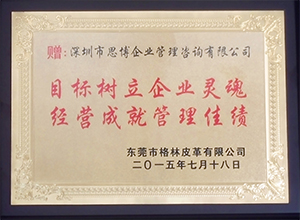 赠:深圳市思博企业管理咨询有限公司
目标树立企业灵魂
经营成就管理佳绩
东莞市格林皮革有限公司
二〇一五年七月十八日